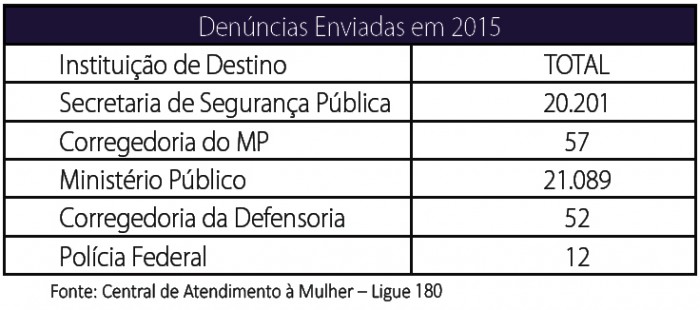 Denúncias Enviadas em 2015
Instituição de Destino TOTAL
Secretaria de Segurança Pública 20.201
Corregedoria do MP 57
Ministério Público 21.089
Corregedoria da Defensoria 52
Polícia Federal 12
Fonte: Central de Atendimento à Mulher – Ligue 180